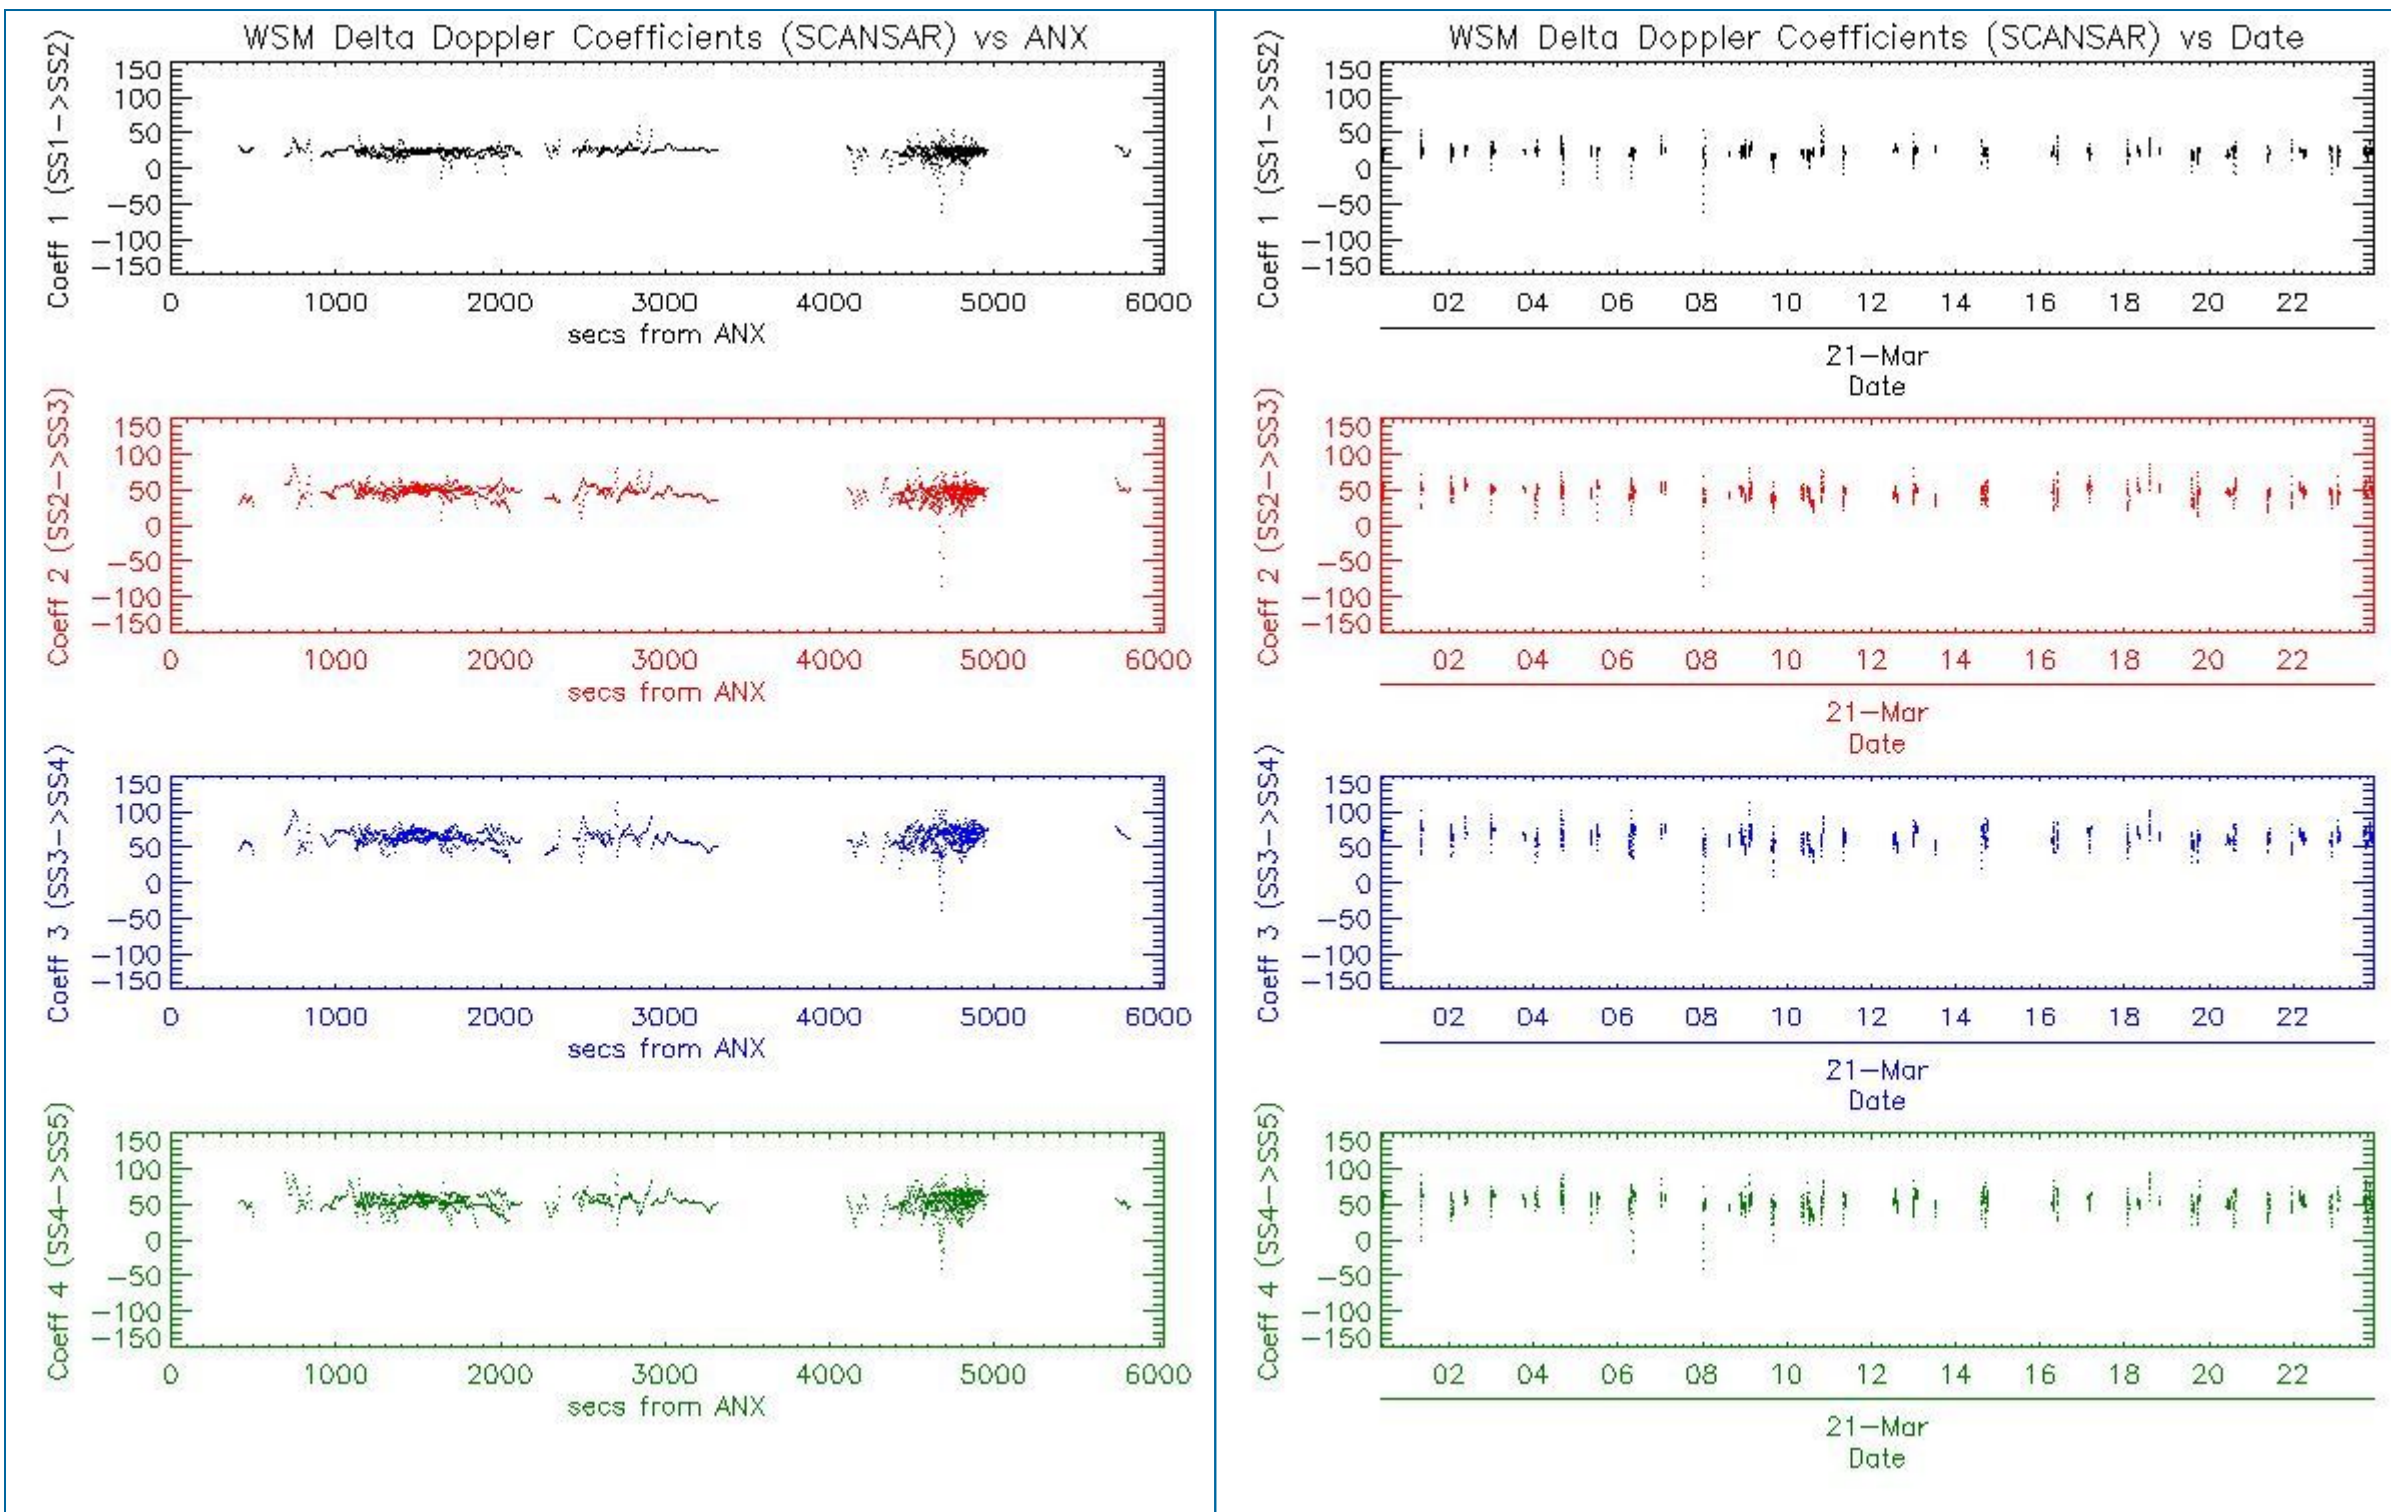 WSM Delta Doppler Coefficients (SCANSAR) vs ANX
Coeff 1 (SS1->SS2)
150
100
50
0
-50
-100
-150
0 1000 2000 3000 4000 5000 6000
secs from ANX
Coeff 2 (SS2->SS3)
150
100
50
0
-50
-100
-150
0 1000 2000 3000 4000 5000 6000
secs from ANX
Coeff 3 (SS3->SS4)
150
100
50
0
-50
-100
-150
0 1000 2000 3000 4000 5000 6000
secs from ANX
Coeff 4 (SS4->SS5)
150
100
50
0
-50
-100
-150
0 1000 2000 3000 4000 5000 6000
secs from ANX
WSM Delta Doppler Coefficients (SCANSAR) vs Date
Coeff 1 (SS1->SS2)
150
100
50
0
-50
-100
-150
02 04 06 08 10 12 14 16 18 20 22
21-Mar
Date
Coeff 2 (SS2->SS3)
150
100
50
0
-50
-100
-150
02 04 06 08 10 12 14 16 18 20 22
21-Mar
Date
Coeff 3 (SS3->SS4)
150
100
50
0
-50
-100
-150
02 04 06 08 10 12 14 16 18 20 22
21-Mar
Date
Coeff 4 (SS4->SS5)
150
100
50
0
-50
-100
-150
02 04 06 08 10 12 14 16 18 20 22
21-Mar
Date